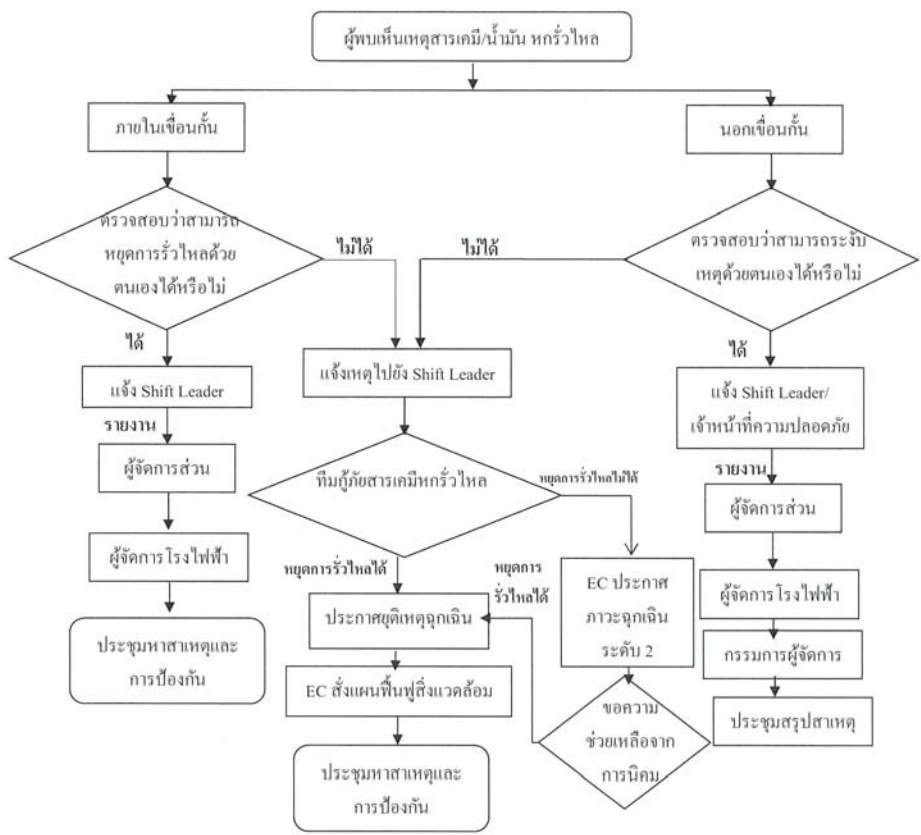 ผู้พบเห็นเหตุสารเคมี/น้ำมัน หกรั่วไหล
ภายในเขื่อนกั้น
นอกเขื่อนกั้น
ตรวจสอบว่าสามารถ
หยุดการรั่วไหลด้วย
ตนเองได้หรือไม่
ไม่ได้
ไม่ได้
ตรวจสอบว่าสามารถระงับ
เหตุด้วยตนเองได้หรือไม่
ได้
แจ้ง Shift Leader
รายงาน
ผู้จัดการส่วน
ผู้จัดการโรงไฟฟ้า
ประชุมหาสาเหตุและ
การป้องกัน
แจ้งเหตุไปยัง Shift Leader
ทีมกู้ภัยสารเคมีหกรั่วไหล
หยุดการรั่วไหลไม่ได้
หยุดการรั่วไหลได้
ประกาศยุติเหตุฉุกเฉิน
EC สั่งแผนฟื้นฟูสิ่งแวดล้อม
ประชุมหาสาเหตุและ
การป้องกัน
หยุดการ
รั่วไหลได้
EC ประกาศ
ภาวะฉุกเฉิน
ระดับ 2
ขอความ
ช่วยเหลือจาก
การนิคม
ได้
แจ้ง Shift Leader/
เจ้าหน้าที่ความปลอดภัย
รายงาน
ผู้จัดการส่วน
ผู้จัดการโรงไฟฟ้า
กรรมการผู้จัดการ
ประชุมสรุปสาเหตุ